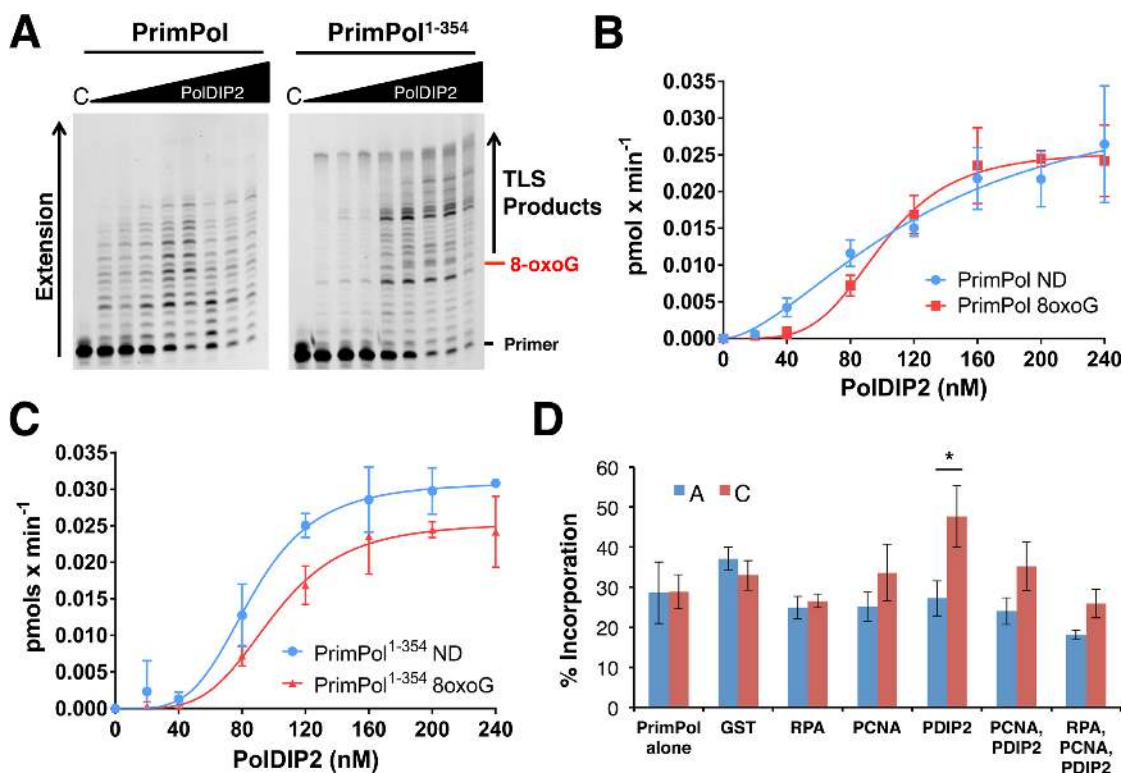 A
PrimPol
PrimPol1-354
C
PolDIP2
C
PolDIP2
Extension
TLS
Products
8-oxoG
Primer
B
0.035
0.030
0.025
0.020
0.015
0.010
0.005
0.000
pmol x min-1
PrimPol ND
PrimPol 8oxoG
0 40 80 120 160 200 240
PolDIP2 (nM)
C
0.035
0.030
0.025
0.020
0.015
0.010
0.005
0.000
pmols x min-1
PrimPol1-354 ND
PrimPol1-354 8oxoG
0 40 80 120 160 200 240
PolDIP2 (nM)
D
60
50
40
30
20
10
0
% Incorporation
A C
*
PrimPol
alone
GST
RPA
PCNA
PDIP2
PCNA,
PDIP2
RPA,
PCNA,
PDIP2